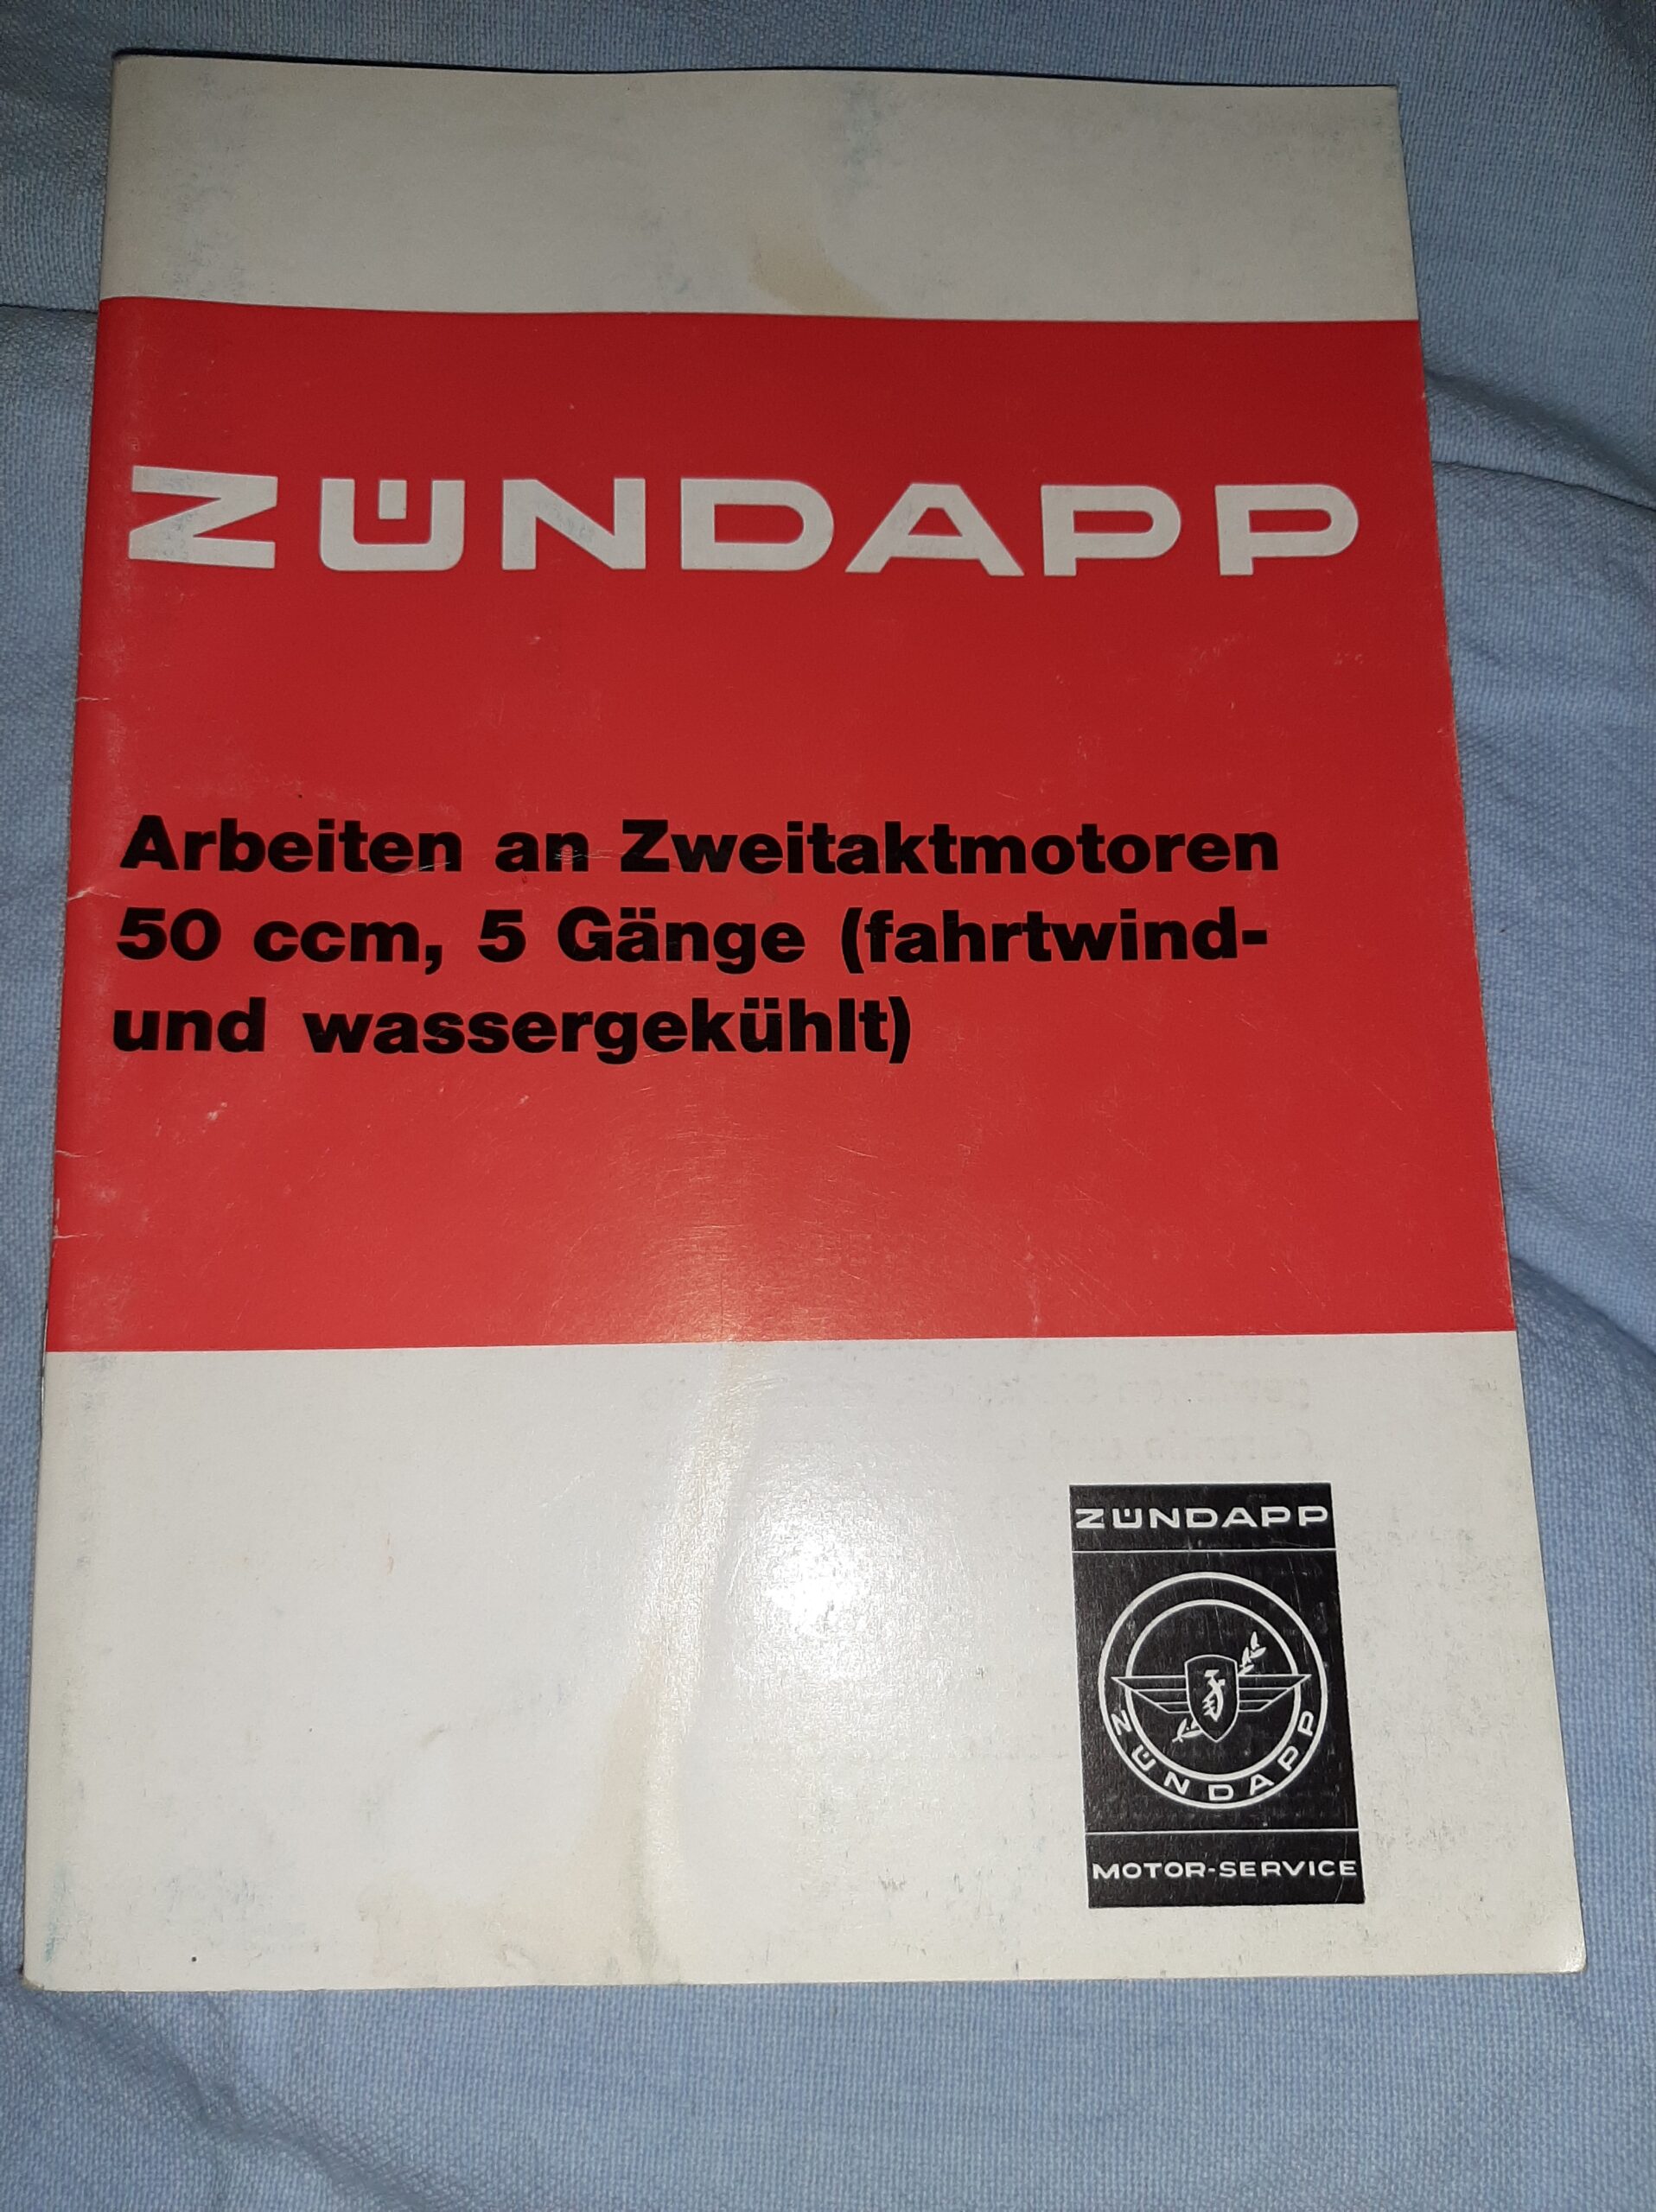 ZÜNDAPP
Arbeiten an Zweitaktmotoren
50 ccm, 5 Gänge (fahrtwind-
und wassergekühlt)
ZÜNDAPP
ZÜNDAPP
MOTOR-SERVICE